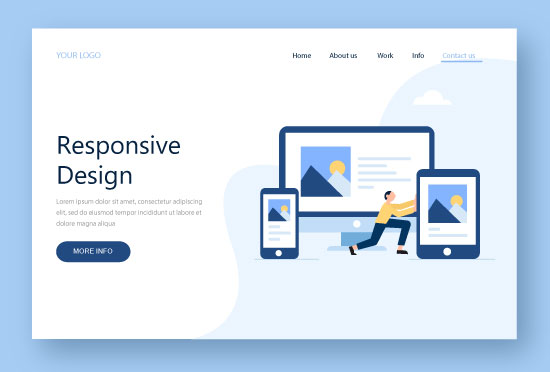 YOUR LOGO
Home About us Work Info Contact us
Responsive
Design
Lorem ipsum dolor sit amet, consectetur adipiscing
elit, sed do eiusmod tempor incididunt ut labore et
dolore magna aliqua
MORE INFO